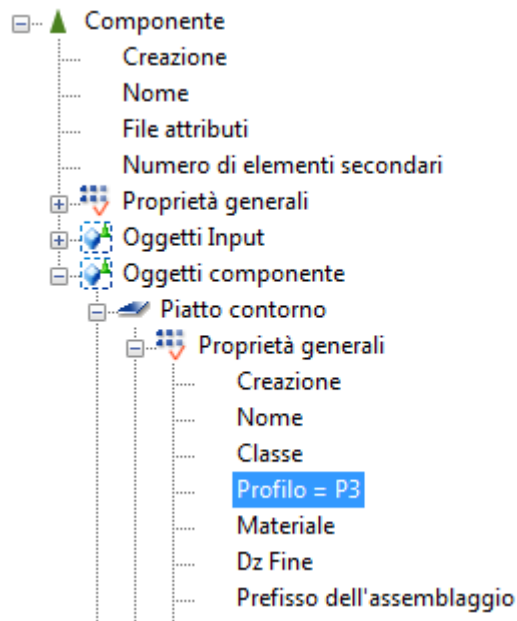 Componente
Creazione
Nome
File attributi
Numero di elementi secondari
Proprietà generali
Oggetti Input
Oggetti componente
Piatto contorno
Proprietà generali
Creazione
Nome
Classe
Profilo = P3
Materiale
Dz Fine
Prefisso dell'assemblaggio